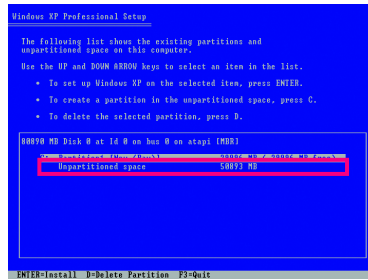 Windows XP Professional Setup
The following list shows the existing partitions and
unpartitioned space on this computer.
Use the UP and DOWN ARROW keys to select an item in the list.
• To set up Windows XP on the selected item, press ENTER.
• To create a partition in the unpartitioned space, press C.
• To delete the selected partition, press D.
80890 MB Disk 0 at Id 0 on bus 0 on atapi [MBR]
Unpartitioned space 50893 MB
ENTER=Install D=Delete Partition F3=Quit